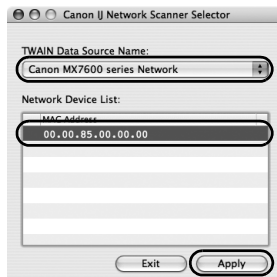 Canon IJ Network Scanner Selector
TWAIN Data Source Name:
Canon MX7600 series Network
Network Device List:
MAC Address
00.00.85.00.00.00
Exit
Apply